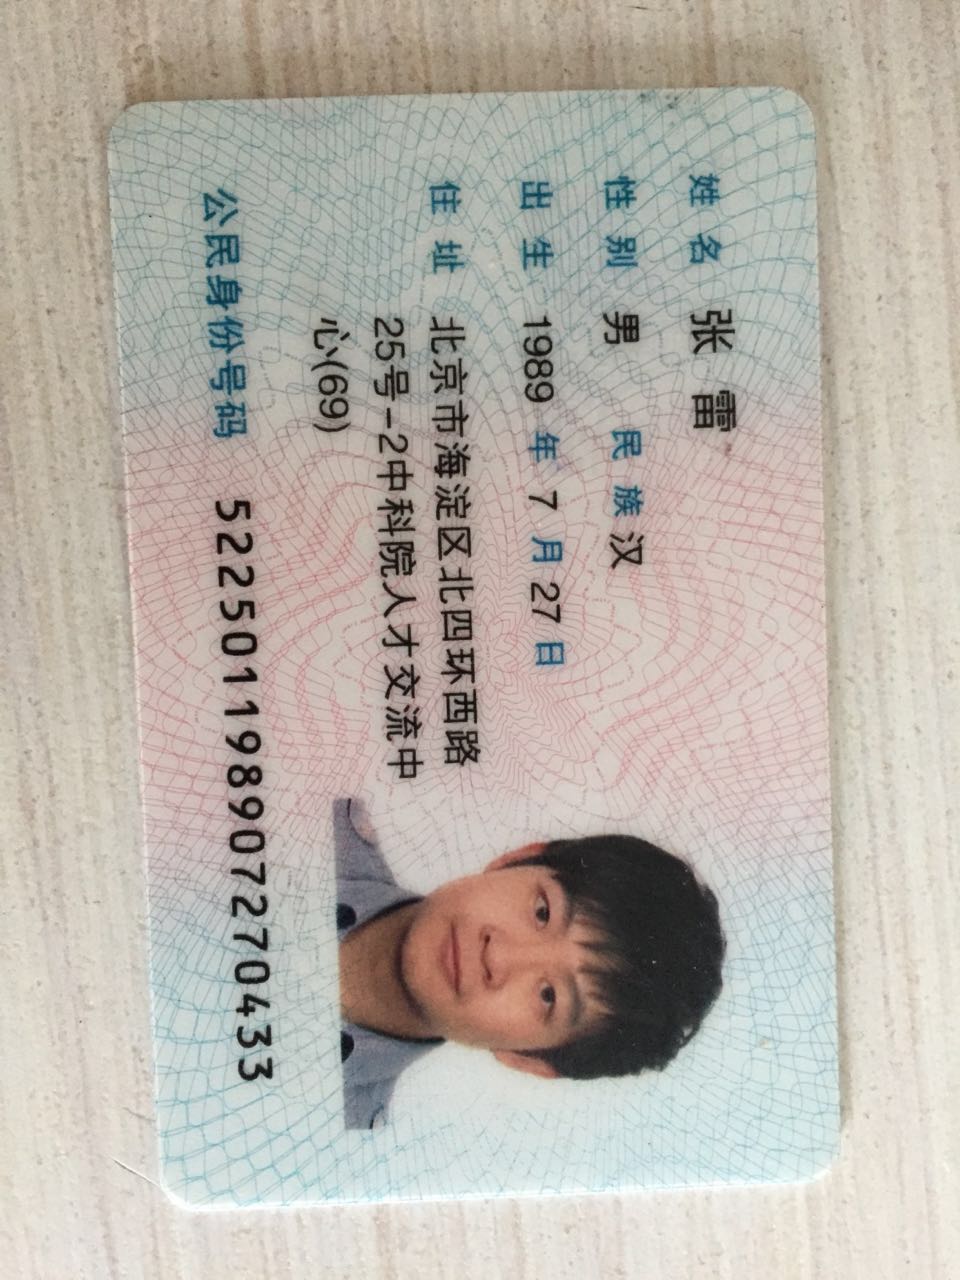 姓名 张雷
性别 男 民族 汉
出生 1989 年 7 月 27 日
住址 北京市海淀区北四环西路
25号-2中科院人才交流中
心(69)
公民身份号码 522501198907270433